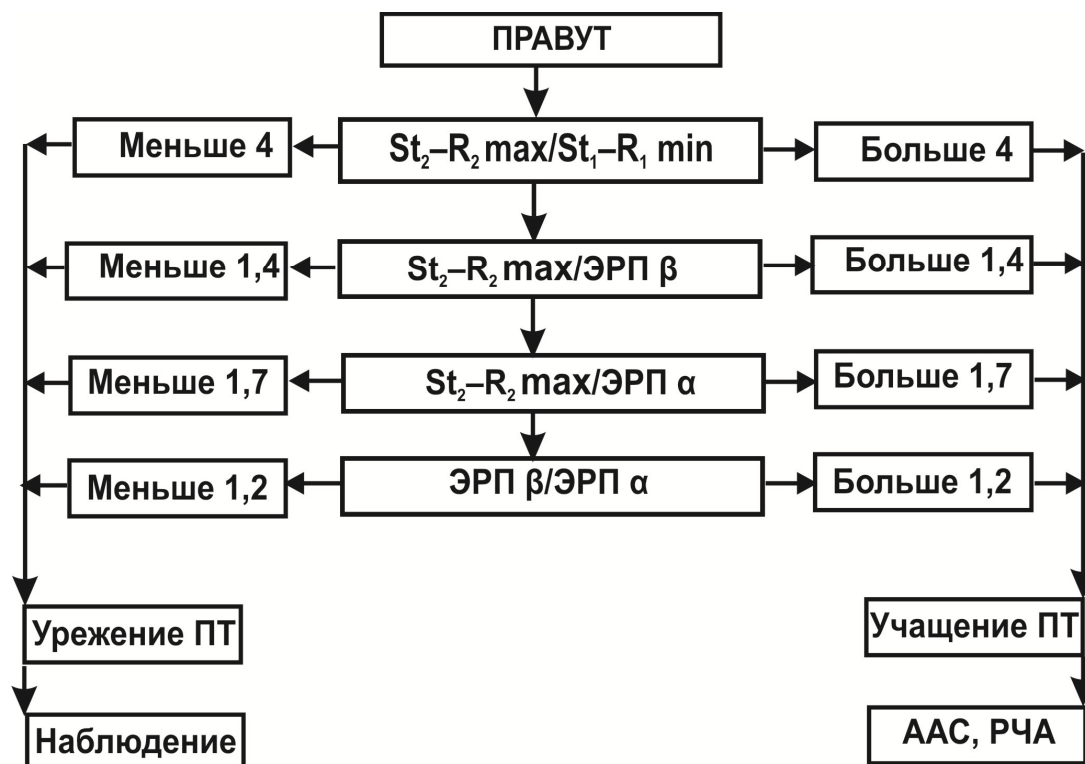 ПРАВУТ
Меньше 4
St₂–R₂ max/St₁–R₁ min
Больше 4
Меньше 1,4
St₂–R₂ max/ЭРП β
Больше 1,4
Меньше 1,7
St₂–R₂ max/ЭРП α
Больше 1,7
Меньше 1,2
ЭРП β/ЭРП α
Больше 1,2
Урежение ПТ
Учащение ПТ
Наблюдение
ААС, РЧА